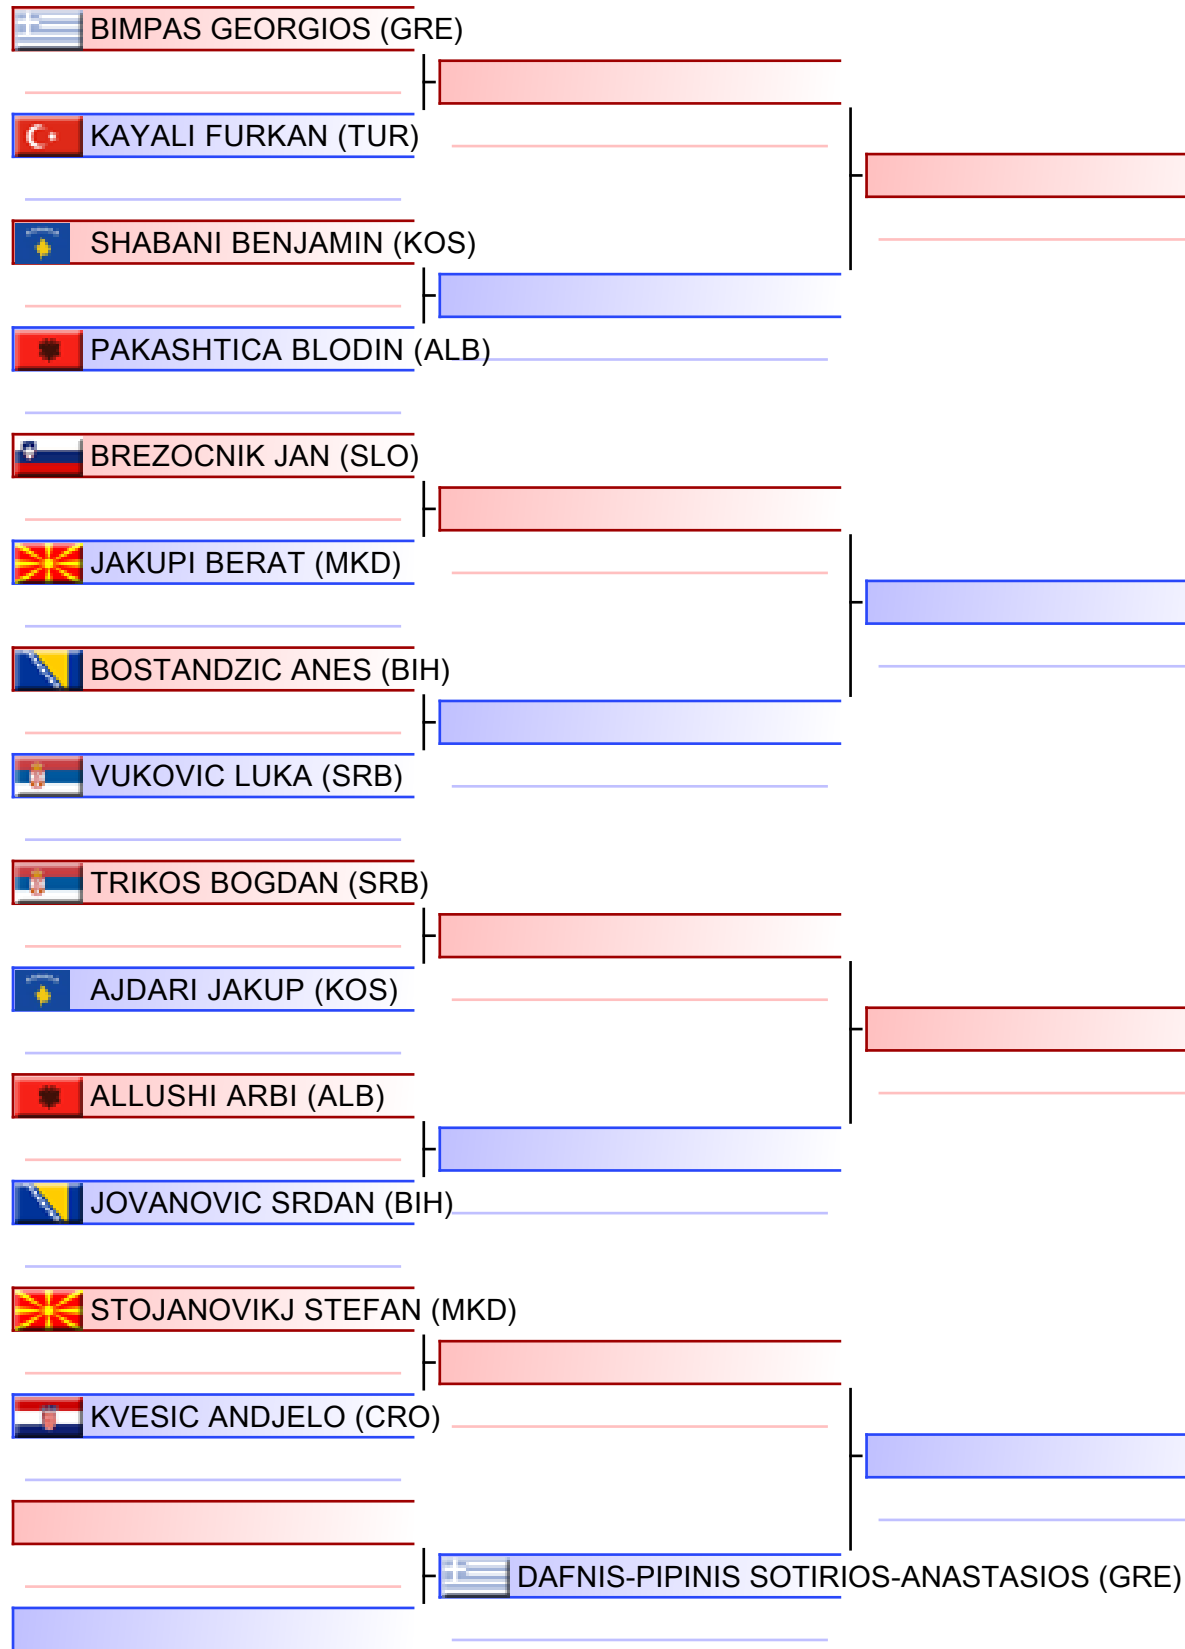 BIMPAS GEORGIOS (GRE)
KAYALI FURKAN (TUR)
SHABANI BENJAMIN (KOS)
PAKASHTICA BLODIN (ALB)
BREZOCNIK JAN (SLO)
JAKUPI BERAT (MKD)
BOSTANDZIC ANES (BIH)
VUKOVIC LUKA (SRB)
TRIKOS BOGDAN (SRB)
AJDARI JAKUP (KOS)
ALLUSHI ARBI (ALB)
JOVANOVIC SRDAN (BIH)
STOJANOVIKJ STEFAN (MKD)
KVESIC ANDJELO (CRO)
DAFNIS-PIPINIS SOTIRIOS-ANASTASIOS (GRE)